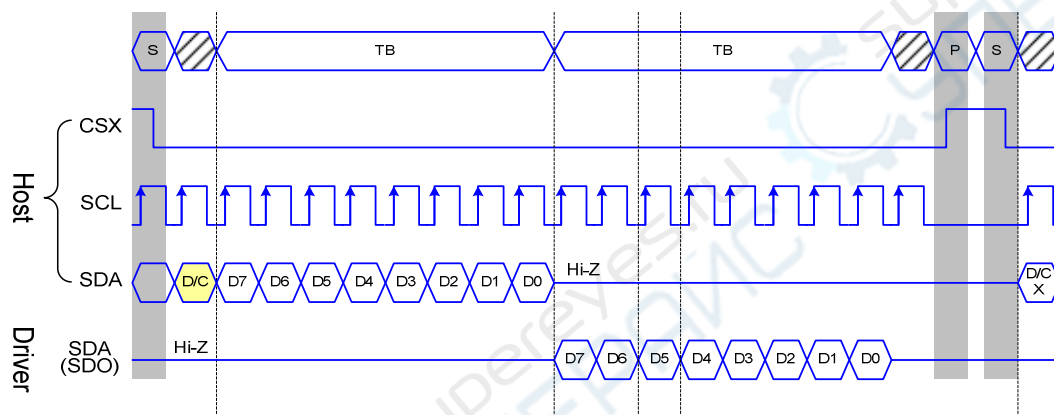 S TB TB P S
CSX
SCL
Host
SDA D/C D7 D6 D5 D4 D3 D2 D1 D0 Hi-Z D/C
X
Driver
SDA Hi-Z D7 D6 D5 D4 D3 D2 D1 D0
(SDO)